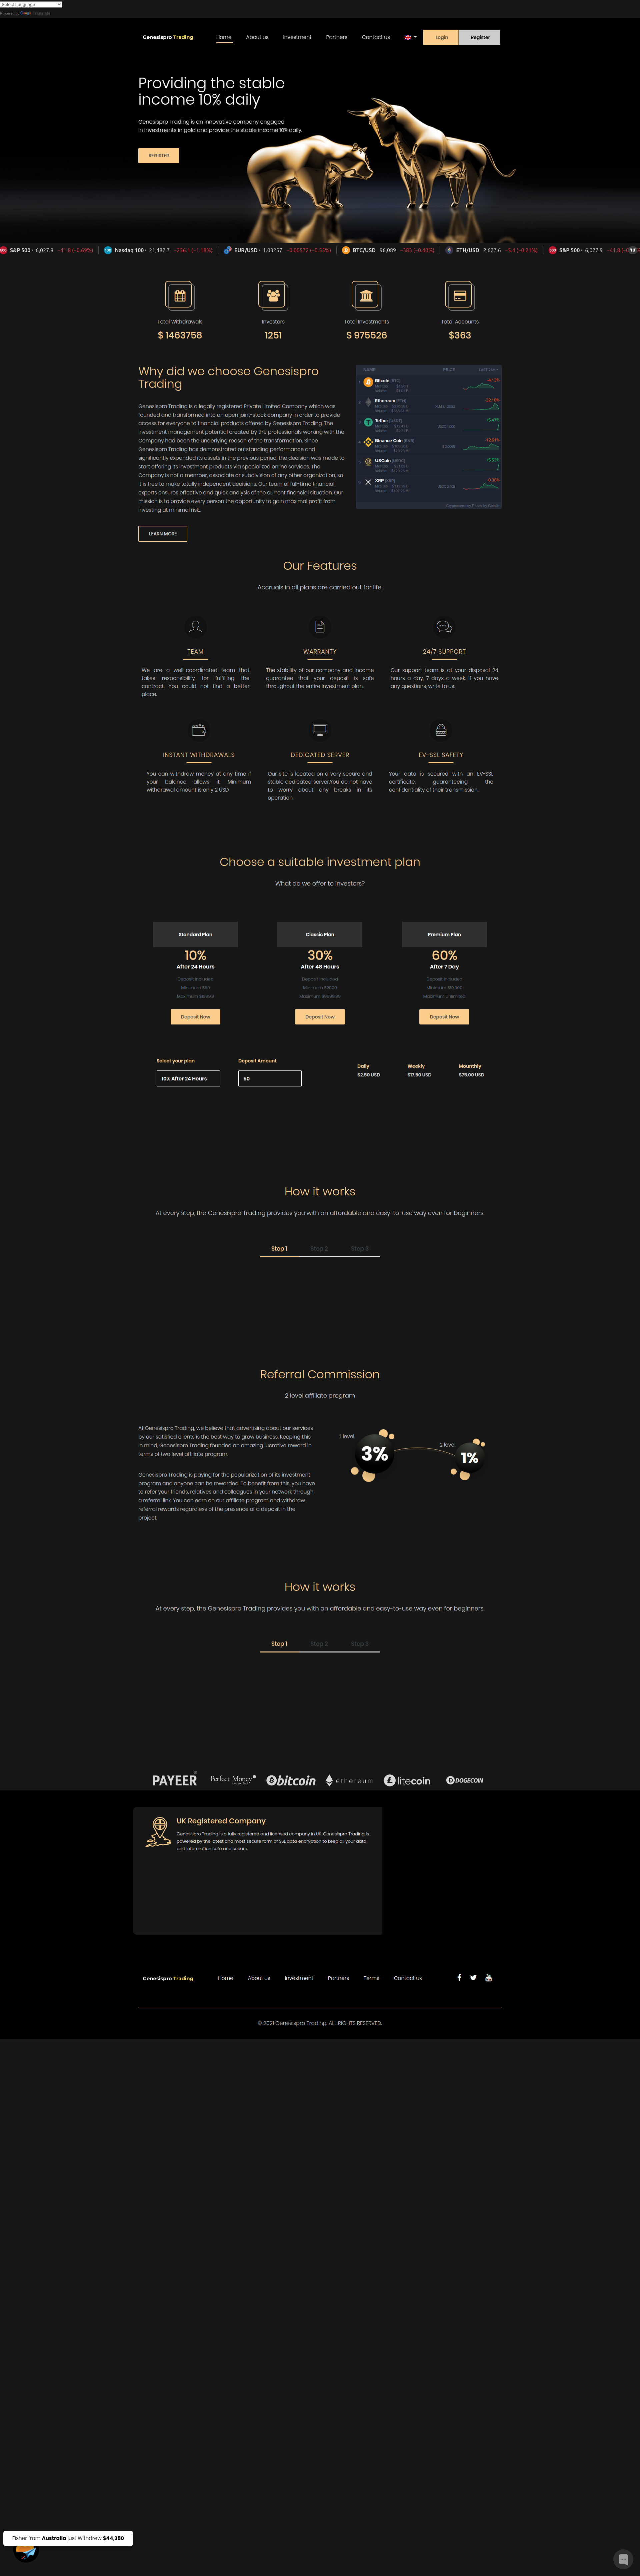 Select Language
Genesispro Trading
Home
About us
Investment
Partners
Contact us
Login
Register
Providing the stable
income 10% daily
Genesispro Trading is an innovative company engaged
in investments in gold and provide the stable income 10% daily.
REGISTER
S&P 500 6,027.9 −41.8 (−0.69%)
Nasdaq 100 21,482.7 −256.7 (−1.18%)
EUR/USD 1.03257 −0.00572 (−0.55%)
BTC/USD 96,089 −383 (−0.40%)
ETH/USD 2,627.6 −5.4 (−0.21%)
S&P 500 6,027.9
Total Withdrawals
Investors
Total Investments
Total Accounts
$ 1463758
1251
$ 975526
$363
Why did we choose Genesispro
Trading
Genesispro Trading is a legally registered Private Limited Company which was
founded and transformed into an open joint-stock company in order to provide
access for everyone to financial products offered by Genesispro Trading. The
investment management potential created by the professionals working with the
Company had been the main idea of the transformation. Since
Genesispro Trading has demonstrated outstanding performance and
significantly expanded its assets in the previous period, the decision was made to
start offering its investment products via specialized online services. The
Company is not a member, associate or subdivision of any other organization, so
it is free to make totally independent decisions. Our team of full-time financial
experts ensures effective and quick analysis of the current financial situation. Our
mission is to provide every person the opportunity to gain maximum profit from
investing at minimal risk..
LEARN MORE
NAME
PRICE
Bitcoin (BTC)
Ethereum (ETH)
Tether (USDT)
Binance Coin (BNB)
USCoin (USDC)
XRP (XRP)
Our Features
Accruals in all plans are carried out for life.
TEAM
We are a well-coordinated team that
takes responsibility for fulfilling the
contract. You could not find a better
place.
WARRANTY
The stability of our company and income
guarantee that your deposit is safe
throughout the entire investment plan.
24/7 SUPPORT
Our support team is at your disposal 24
hours a day, 7 days a week. If you have
any questions, write to us.
INSTANT WITHDRAWALS
You can withdraw money at any time if
your balance allows it. Minimum
withdrawal amount is only 2 USD
DEDICATED SERVER
Our site is located on a very secure and
stable dedicated server.You do not have
to worry about any breaks in its
operation.
EV-SSL SAFETY
Your data is secured with an EV-SSL
certificate, guaranteeing the
confidentiality of their transmission.
Choose a suitable investment plan
What do we offer to investors?
Standard Plan
10%
After 24 Hours
Deposit Included
Deposit Now
Classic Plan
30%
After 48 Hours
Deposit Included
Deposit Now
Premium Plan
60%
After 7 Day
Deposit Included
Maximum Unlimited
Deposit Now
Select your plan
10% After 24 Hours
Deposit Amount
50
Daily
$2.50 USD
Weekly
$17.50 USD
Mounthly
$75.00 USD
How it works
At every step, the Genesispro Trading provides you with an affordable and easy-to-use way even for beginners.
Step 1
Step 2
Step 3
Referral Commission
2 level affiliate program
At Genesispro Trading, we believe that advertising about our services
by our satisfied clients is the best way to grow business. Keeping this
in mind, Genesispro Trading founded an amazing lucrative reward in
terms of two level affiliate program.
Genesispro Trading is paying for the popularization of its investment
program and anyone can be rewarded. To benefit from this, you have
to refer your friends, relatives and colleagues in your network through
a referral link. You can earn on our affiliate program and withdraw
referral rewards regardless of the presence of a deposit in the
project.
1 level
3%
2 level
1%
How it works
At every step, the Genesispro Trading provides you with an affordable and easy-to-use way even for beginners.
Step 1
Step 2
Step 3
PAYEER
Perfect Money
bitcoin
ethereum
litecoin
DOGECOIN
UK Registered Company
Genesispro Trading is a fully registered and licensed company in UK. Genesispro Trading is
powered by the latest and most secure form of SSL data encryption to keep all your data
and information safe and secure.
Genesispro Trading
Home
About us
Investment
Partners
Terms
Contact us
© 2021 Genesispro Trading. ALL RIGHTS RESERVED.
Fisher from Australia just Withdraw $44,380